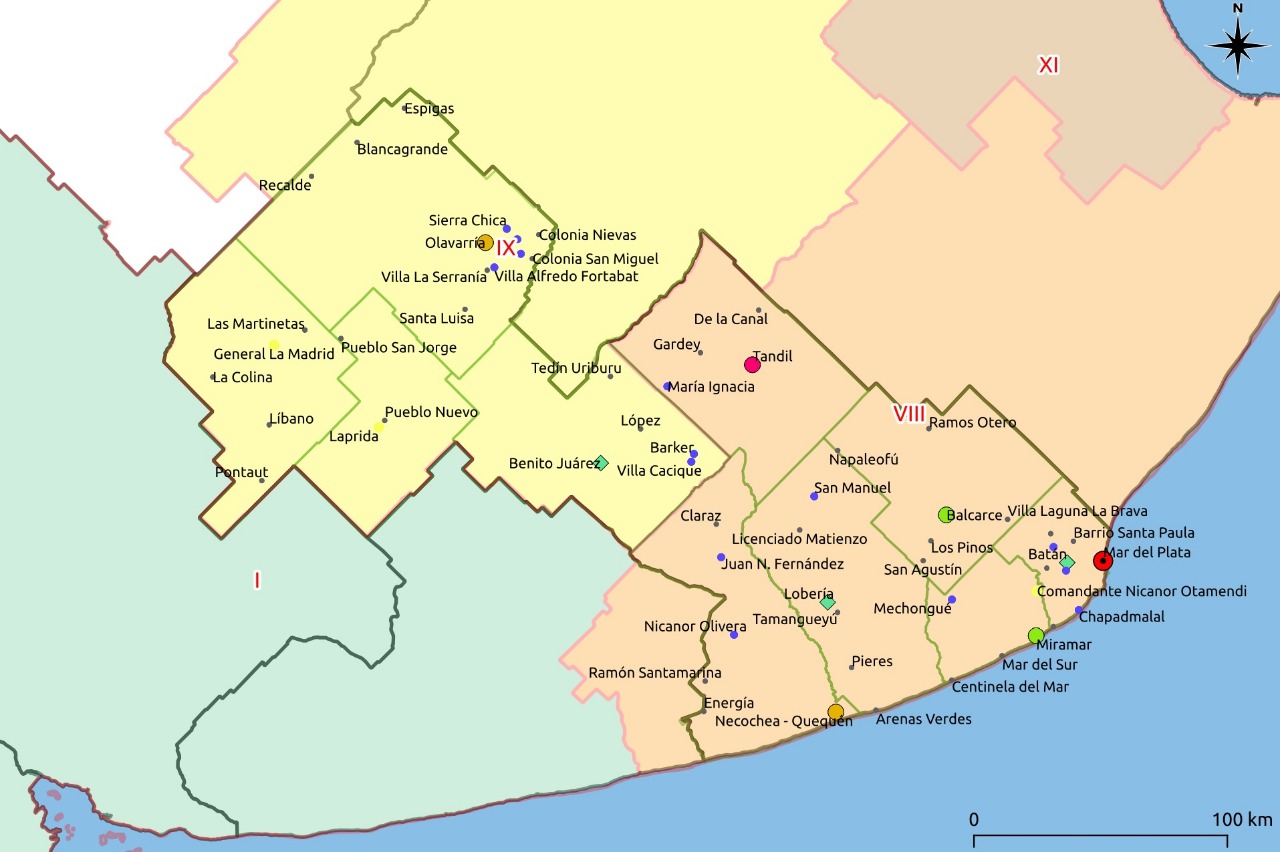 N
XI
Espigas
Blancagrande
Recalde
Sierra Chica
Olavarría
IX
Colonia Nievas
Colonia San Miguel
Villa La Serranía
Villa Alfredo Fortabat
Santa Luisa
De la Canal
Las Martinetas
Gardey
General La Madrid
Pueblo San Jorge
Tandil
Tedín Uriburu
La Colina
María Ignacia
Líbano
Pueblo Nuevo
López
VIII
Ramos Otero
Laprida
Barker
Napaleofú
Pontaut
Benito Juárez
Villa Cacique
San Manuel
Claraz
Balcarce
Villa Laguna La Brava
Licenciado Matienzo
Barrio Santa Paula
Los Pinos
Batán
Mar del Plata
Juan N. Fernández
San Agustín
I
Lobería
Comandante Nicanor Otamendi
Mechongué
Tamangueyú
Chapadmalal
Nicanor Olivera
Miramar
Pieres
Mar del Sur
Ramón Santamarina
Centinela del Mar
Energía
Necochea - Quequén
Arenas Verdes
0
100 km